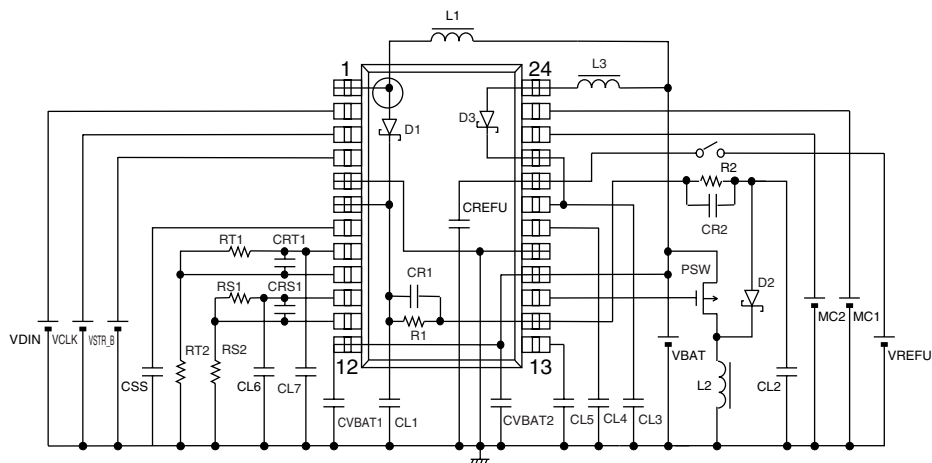 L1
1
24
L3
D1
D3
R2
CREFU
CR2
RT1
CRT1
CR1
PSW
D2
RS1
CRS1
R1
VDIN
VCLK
VSTR_B
RT2
RS2
MC2
MC1
VBAT
VREFU
12
13
CSS
CL6
CL7
L2
CL2
CVBAT1
CL1
CVBAT2
CL5
CL4
CL3